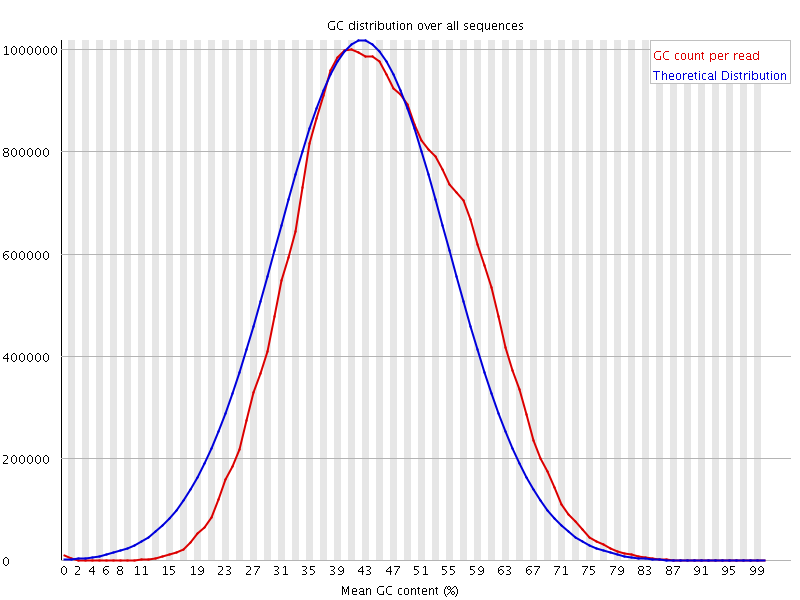 GC distribution over all sequences
GC count per read
Theoretical Distribution
1000000
800000
600000
400000
200000
0
0 2 4 6 8 11 15 19 23 27 31 35 39 43 47 51 55 59 63 67 71 75 79 83 87 91 95 99
Mean GC content (%)